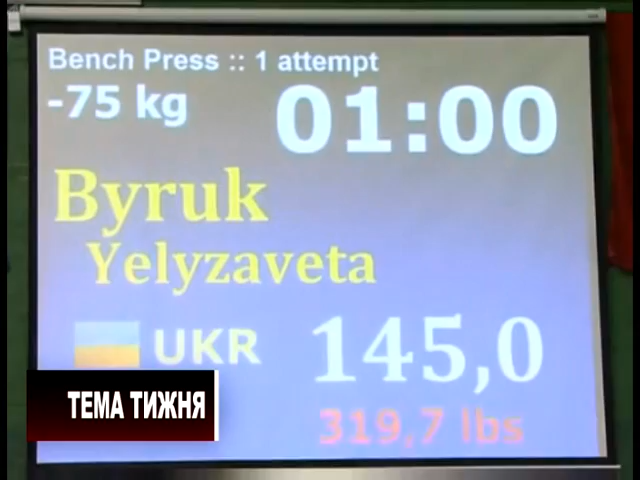 Bench Press :: 1 attempt
-75 kg
01:00
Byruk
Yelyzaveta
UKR
145,0
319,7 lbs
ТЕМА ТИЖНЯ